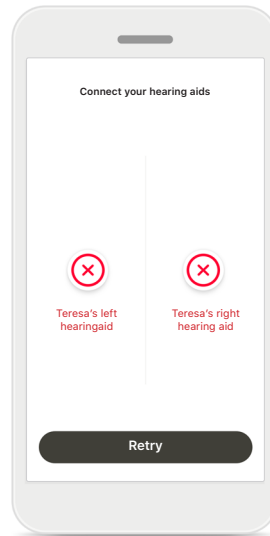 Connect your hearing aids
Teresa's left
hearingaid
Teresa's right
hearing aid
Retry